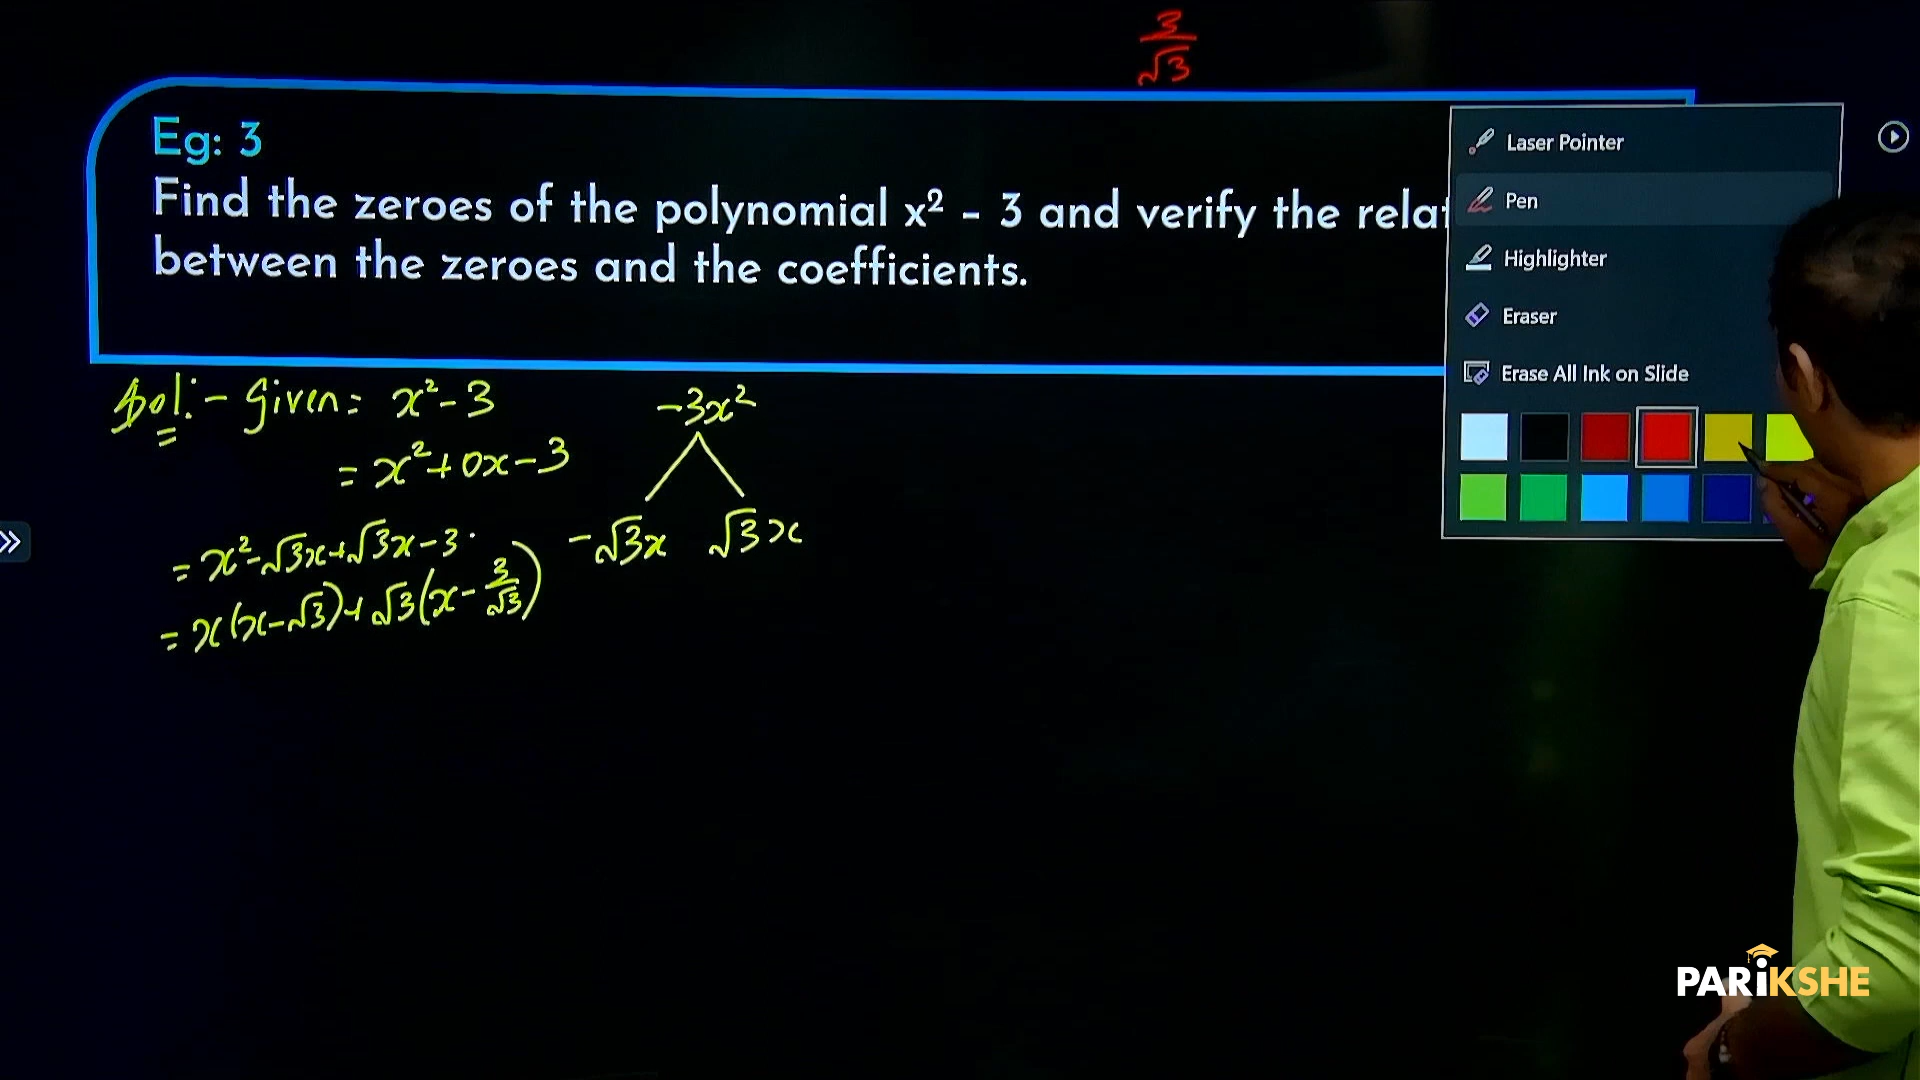 3/√3
Eg: 3
Find the zeroes of the polynomial x² – 3 and verify the relat
between the zeroes and the coefficients.
Laser Pointer
Pen
Highlighter
Eraser
Erase All Ink on Slide
Sol:- Given = x² - 3
= x² + 0x - 3
-3x²
-√3x √3x
= x² - √3x + √3x - 3
= x(x - √3) + √3(x - 3/√3)
PARIKSHE